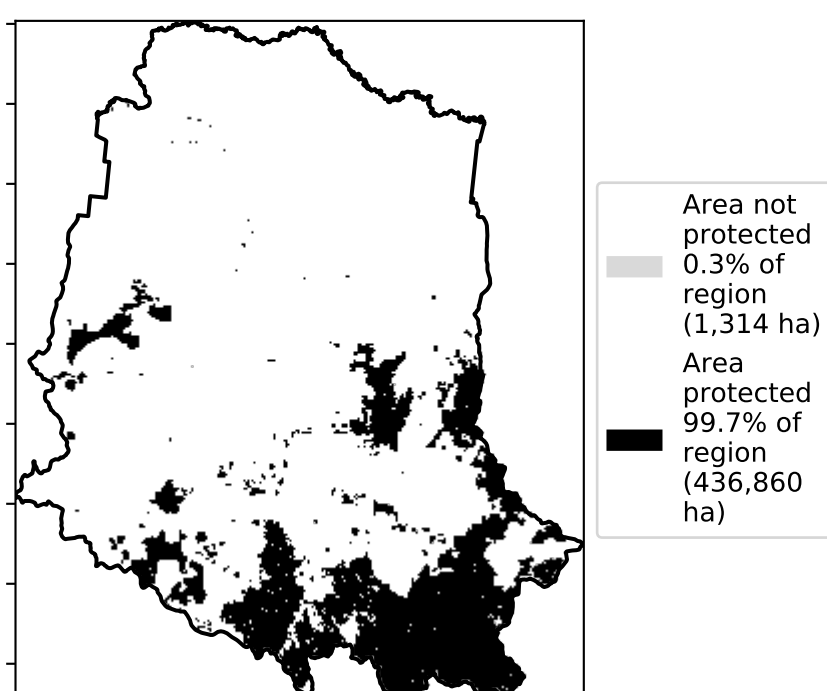 Area not
protected
0.3% of
region
(1,314 ha)
Area
protected
99.7% of
region
(436,860
ha)